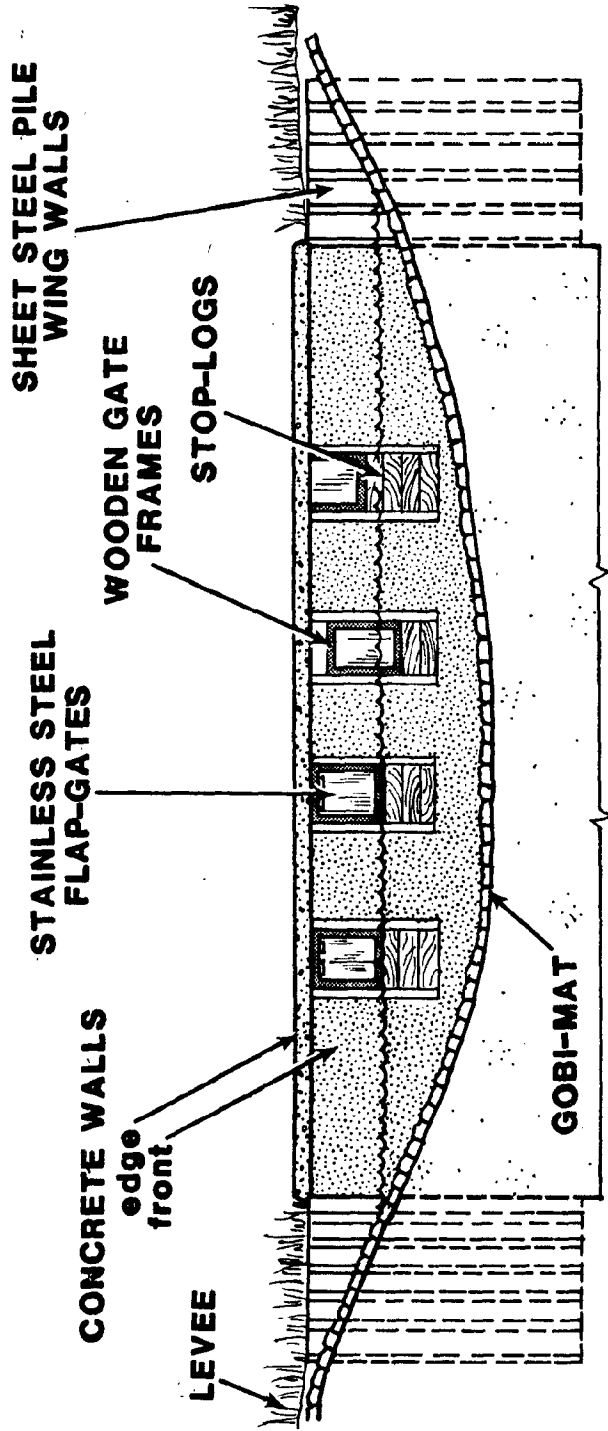 LEVEE
CONCRETE WALLS
edge
front
STAINLESS STEEL
FLAP-GATES
WOODEN GATE
FRAMES
STOP-LOGS
SHEET STEEL PILE
WING WALLS
GOBI-MAT